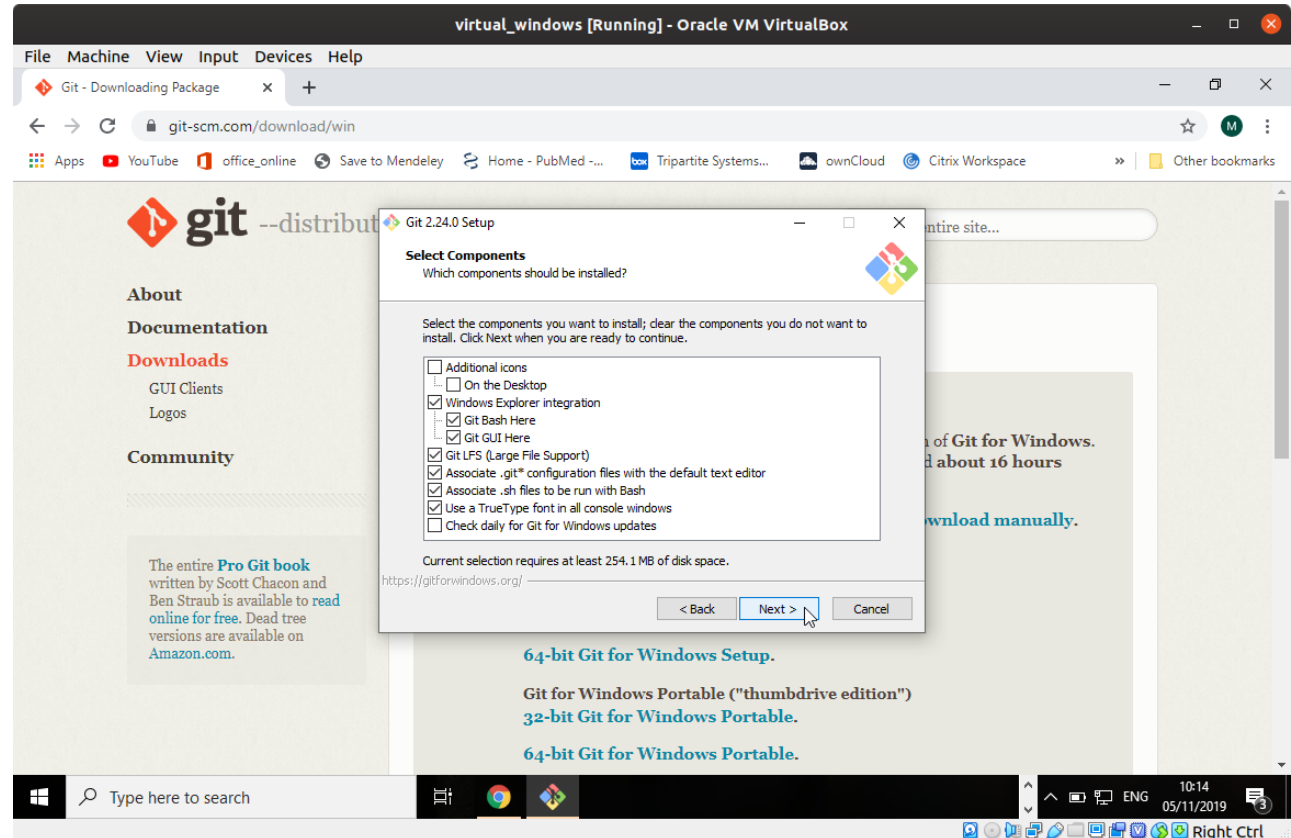 virtual_windows [Running] - Oracle VM VirtualBox
File Machine View Input Devices Help
Git - Downloading Package
git-scm.com/download/win
M
Apps YouTube office_online Save to Mendeley Home - PubMed -... box Tripartite Systems... ownCloud Citrix Workspace » Other bookmarks
git --distribut
ntire site...
About
Documentation
Downloads
GUI Clients
Logos
Community
The entire Pro Git book
written by Scott Chacon and
Ben Straub is available to read
online for free. Dead tree
versions are available on
Amazon.com.
Git 2.24.0 Setup
Select Components
Which components should be installed?
Select the components you want to install; clear the components you do not want to
install. Click Next when you are ready to continue.
Additional icons
On the Desktop
Windows Explorer integration
Git Bash Here
Git GUI Here
Git LFS (Large File Support)
Associate .git* configuration files with the default text editor
Associate .sh files to be run with Bash
Use a TrueType font in all console windows
Check daily for Git for Windows updates
Current selection requires at least 254.1 MB of disk space.
https://gitforwindows.org/
< Back Next > Cancel
of Git for Windows.
about 16 hours
wnload manually.
64-bit Git for Windows Setup.
Git for Windows Portable ("thumbdrive edition")
32-bit Git for Windows Portable.
64-bit Git for Windows Portable.
Type here to search
ENG
10:14
05/11/2019
3
Right Ctrl